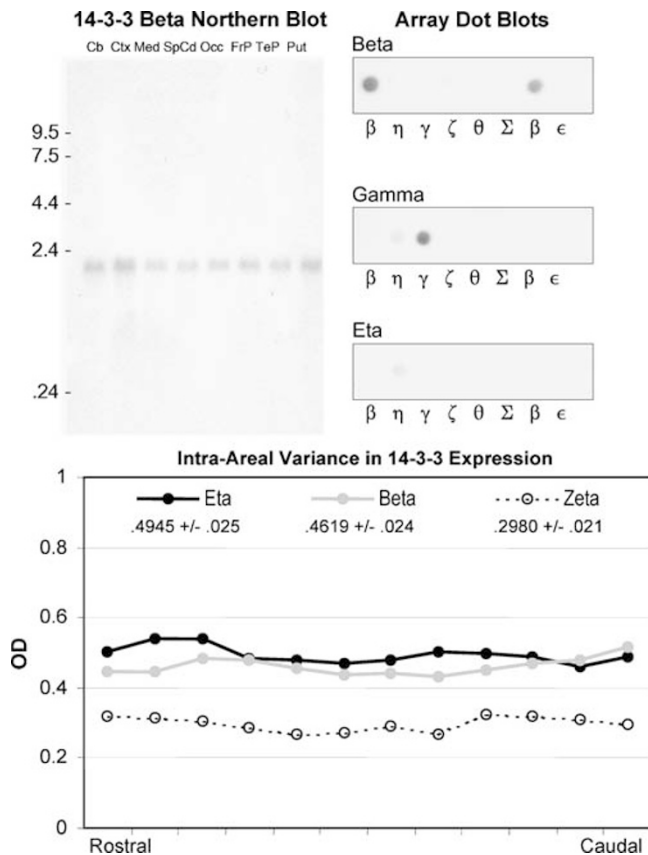 14-3-3 Beta Northern Blot
Cb Ctx Med SpCd Occ FrP TeP Put
9.5 -
7.5 -
4.4 -
2.4 -
.24 -
Array Dot Blots
Beta
β η γ ζ θ Σ β ϵ
Gamma
β η γ ζ θ Σ β ϵ
Eta
β η γ ζ θ Σ β ϵ
Intra-Areal Variance in 14-3-3 Expression
Eta Beta Zeta
.4945 +/- .025 .4619 +/- .024 .2980 +/- .021
1
0.8
0.6
0.4
0.2
0
OD
Rostral Caudal